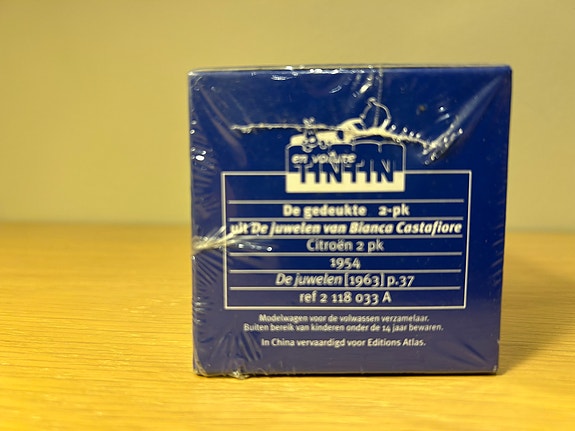 en voiture
TINTIN
De gedeukte 2-pk
uit De juwelen van Bianca Castafiore
Citroën 2 pk
1954
De juwelen [1963] p.37
ref 2 118 033 A
Modelwagen voor de volwassen verzamelaar.
Buiten bereik van kinderen onder de 14 jaar bewaren.
In China vervaardigd voor Editions Atlas.